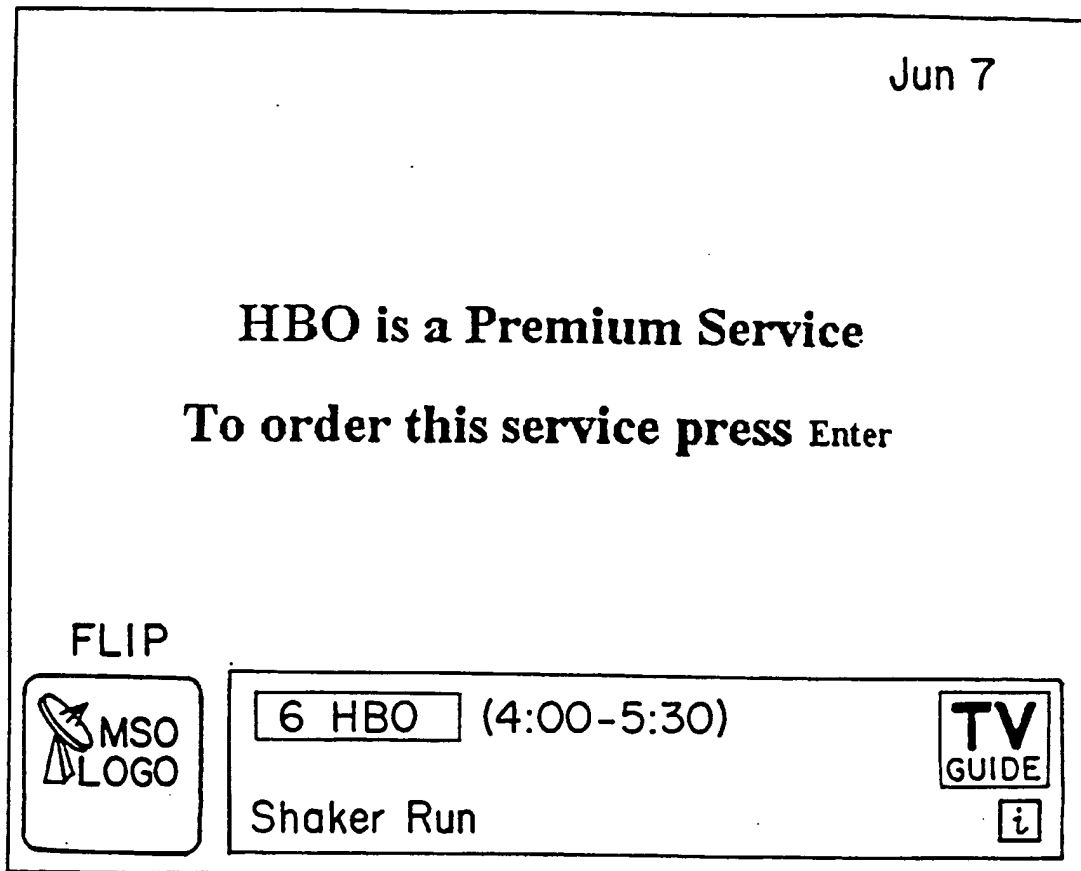 Jun 7
HBO is a Premium Service
To order this service press Enter
FLIP
MSO
LOGO
6 HBO (4:00-5:30)
TV
GUIDE
Shaker Run
i